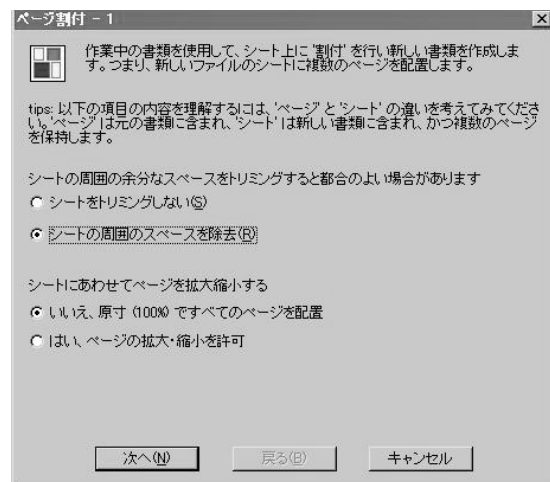 ページ割付 - 1
作業中の書類を使用して、シート上に '割付' を行い新しい書類を作成しま
す。つまり、新しいファイルのシートに複数のページを配置します。
tips: 以下の項目の内容を理解するには、'ページ' と 'シート' の違いを考えてみてくださ
い。'ページ' は元の書類に含まれ、'シート' は新しい書類に含まれ、かつ複数のページ
を保持します。
シートの周囲の余分なスペースをトリミングすると都合のよい場合があります
シートをトリミングしない(S)
シートの周囲のスペースを除去(R)
シートにあわせてページを拡大縮小する
いいえ、原寸 (100%) ですべてのページを配置
はい、ページの拡大・縮小を許可
次へ(N) 戻る(B) キャンセル